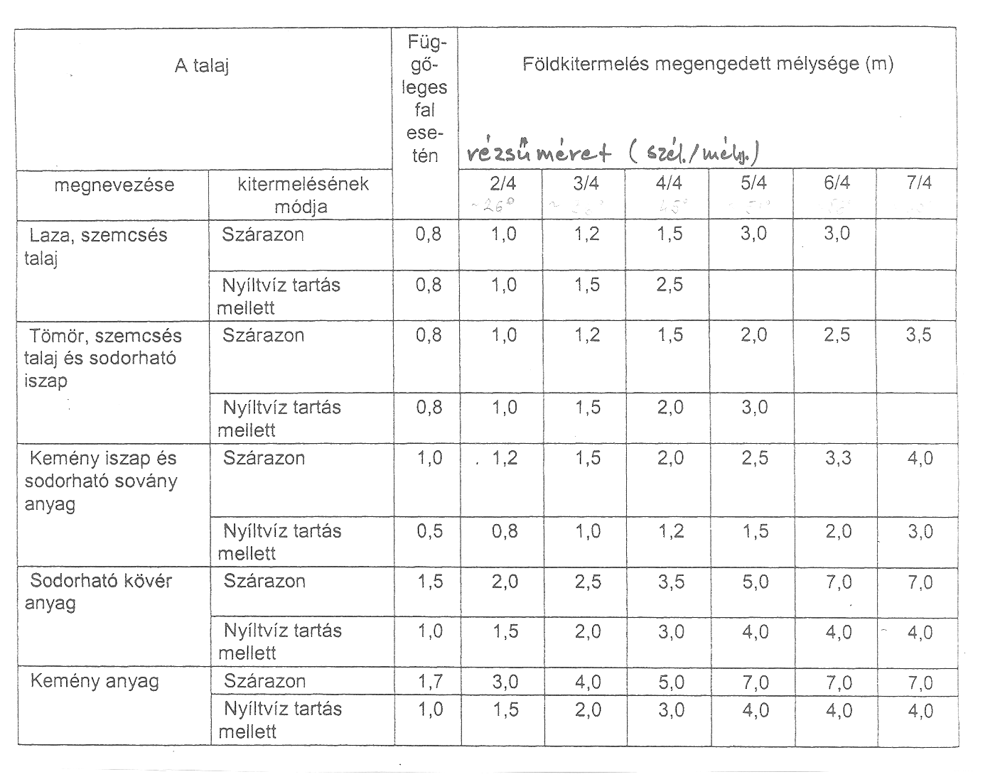 A talaj
Füg-
gő-
leges
fal
ese-
tén
Földkitermelés megengedett mélysége (m)
rézsűméret (szél./mély.)
megnevezése kitermelésének
módja
2/4 3/4 4/4 5/4 6/4 7/4
~26° 45° 51°
Laza, szemcsés
talaj
Szárazon 0,8 1,0 1,2 1,5 3,0 3,0
Nyíltvíz tartás
mellett
0,8 1,0 1,5 2,5
Tömör, szemcsés
talaj és sodorható
iszap
Szárazon 0,8 1,0 1,2 1,5 2,0 2,5 3,5
Nyíltvíz tartás
mellett
0,8 1,0 1,5 2,0 3,0
Kemény iszap és
sodorható sovány
anyag
Szárazon 1,0 1,2 1,5 2,0 2,5 3,3 4,0
Nyíltvíz tartás
mellett
0,5 0,8 1,0 1,2 1,5 2,0 3,0
Sodorható kövér
anyag
Szárazon 1,5 2,0 2,5 3,5 5,0 7,0 7,0
Nyíltvíz tartás
mellett
1,0 1,5 2,0 3,0 4,0 4,0 4,0
Kemény anyag Szárazon 1,7 3,0 4,0 5,0 7,0 7,0 7,0
Nyíltvíz tartás
mellett
1,0 1,5 2,0 3,0 4,0 4,0 4,0